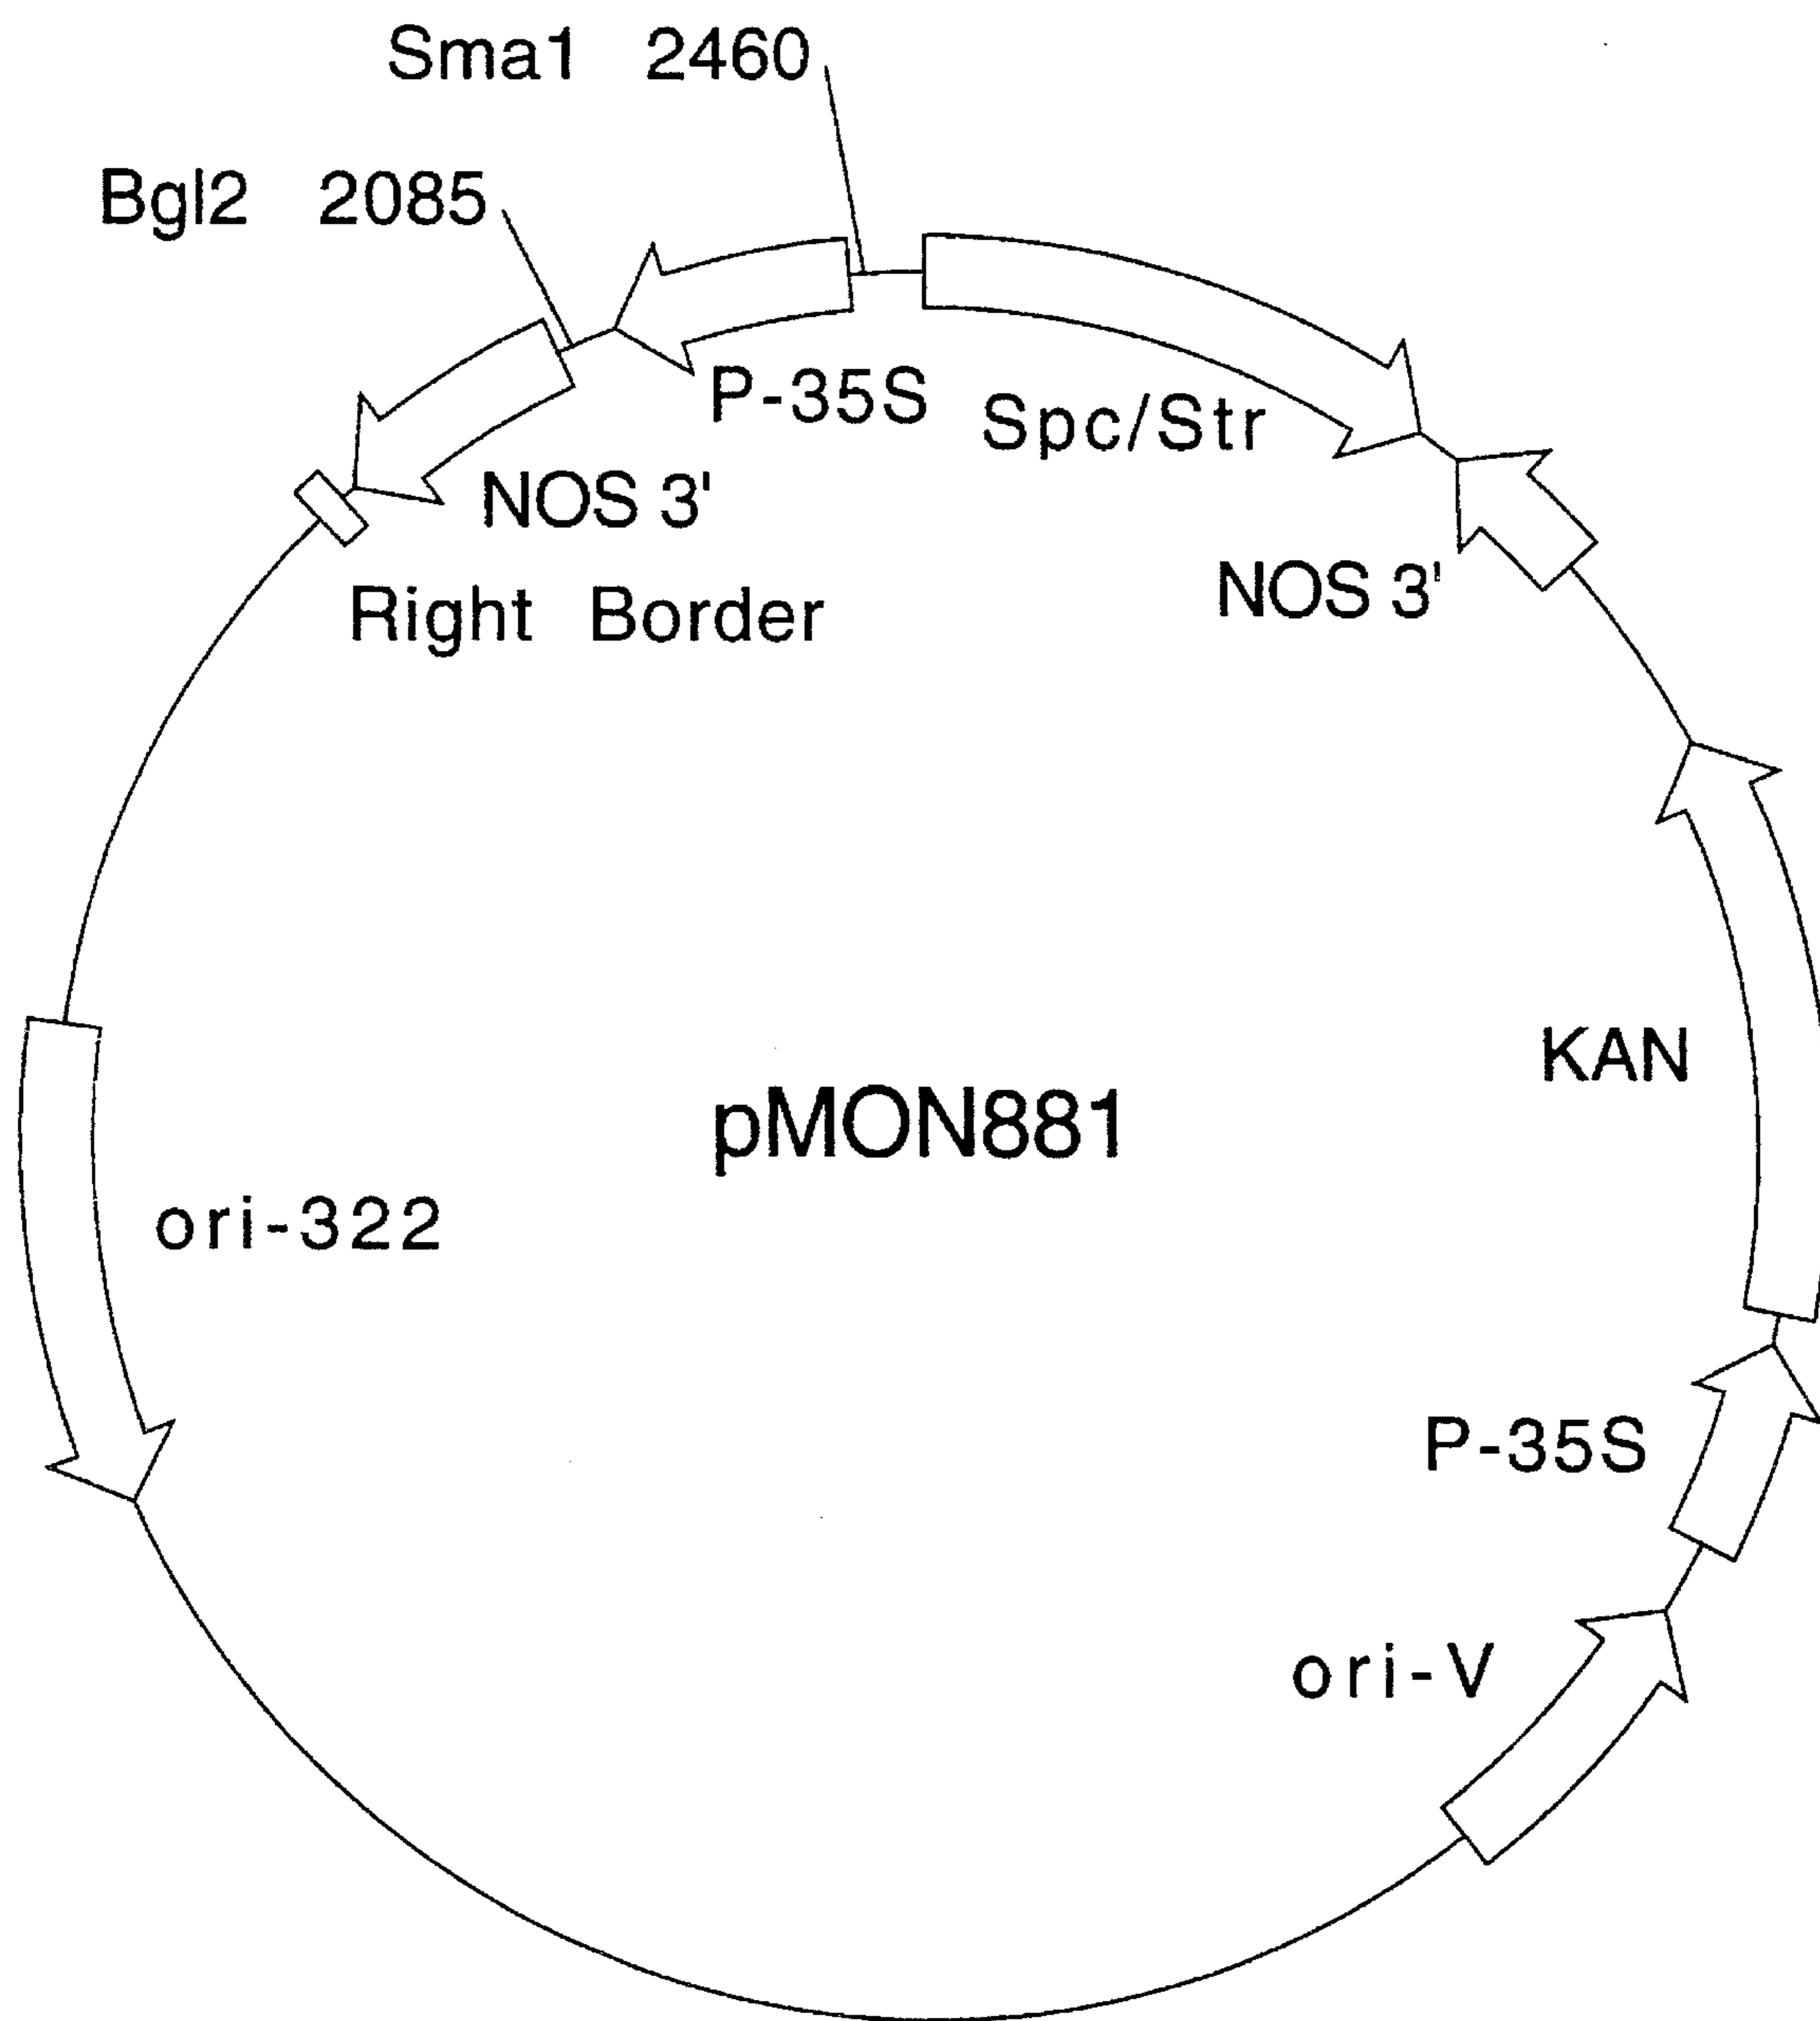 Sma1 2460
Bgl2 2085
P-35S
Spc/Str
NOS 3'
NOS 3'
Right Border
KAN
pMON881
ori-322
P-35S
ori-V